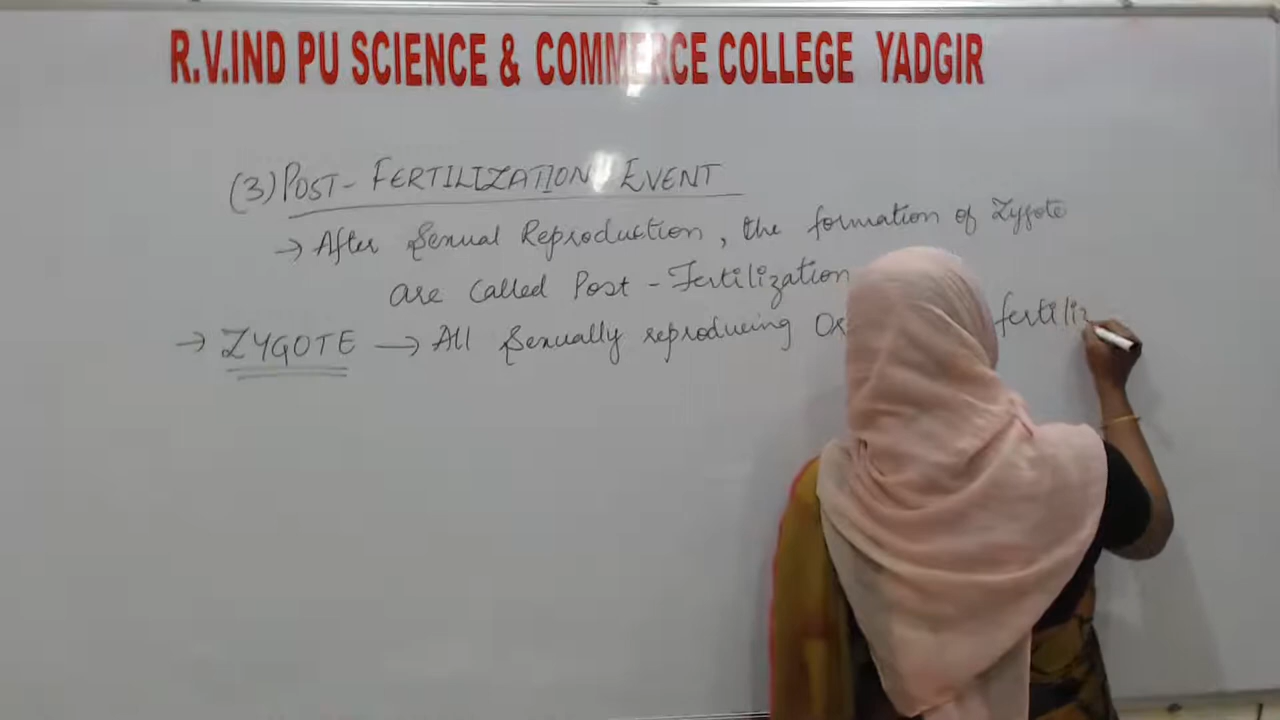 R.V.IND PU SCIENCE & COMMERCE COLLEGE YADGIR
(3) POST- FERTILIZATION EVENT
→ After Sexual Reproduction, the formation of Zygote
are called Post - Fertilization
→ ZYGOTE → All Sexually reproducing fertiliz